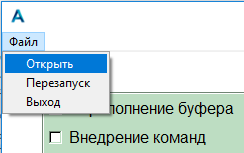 Файл
Открыть
Перезапуск
Выход
полнение буфера
Внедрение команд